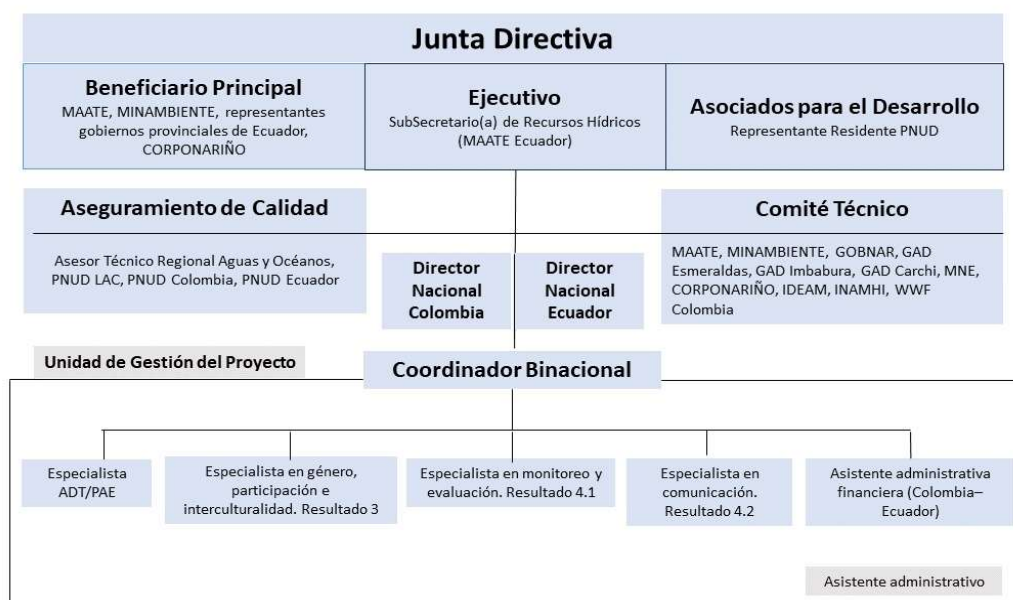 Junta Directiva
Beneficiario Principal
MAATE, MINAMBIENTE, representantes
gobiernos provinciales de Ecuador,
CORPONARIÑO
Ejecutivo
SubSecretario(a) de Recursos Hídricos
(MAATE Ecuador)
Asociados para el Desarrollo
Representante Residente PNUD
Aseguramiento de Calidad
Asesor Técnico Regional Aguas y Océanos,
PNUD LAC, PNUD Colombia, PNUD Ecuador
Director
Nacional
Colombia
Director
Nacional
Ecuador
Comité Técnico
MAATE, MINAMBIENTE, GOBNAR, GAD
Esmeraldas, GAD Imbabura, GAD Carchi, MNE,
CORPONARIÑO, IDEAM, INAMHI, WWF
Colombia
Unidad de Gestión del Proyecto
Coordinador Binacional
Especialista
ADT/PAE
Especialista en género,
participación e
interculturalidad. Resultado 3
Especialista en monitoreo y
evaluación. Resultado 4.1
Especialista en
comunicación.
Resultado 4.2
Asistente administrativa
financiera (Colombia–
Ecuador)
Asistente administrativo